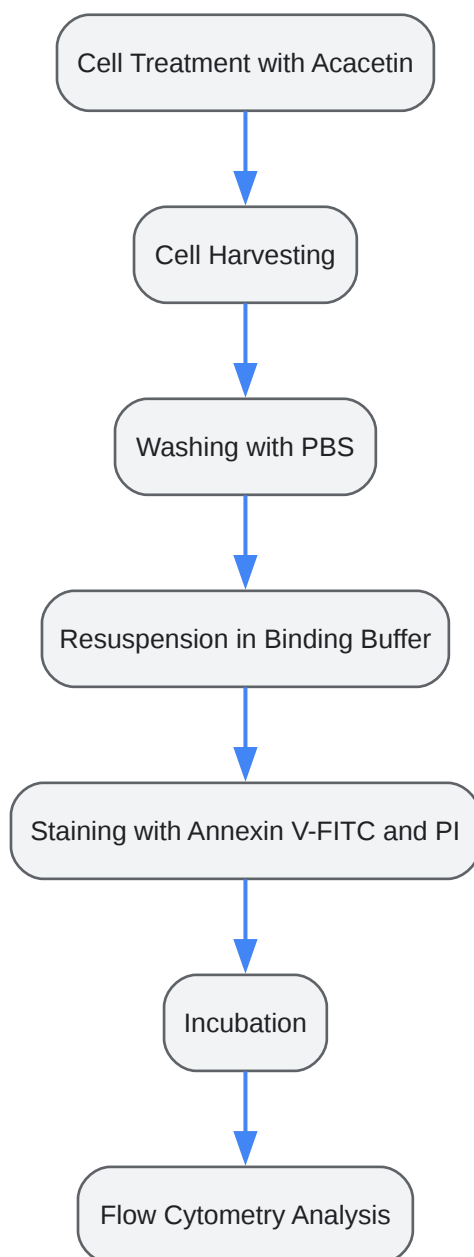 Cell Treatment with Acacetin
Cell Harvesting
Washing with PBS
Resuspension in Binding Buffer
Staining with Annexin V-FITC and PI
Incubation
Flow Cytometry Analysis